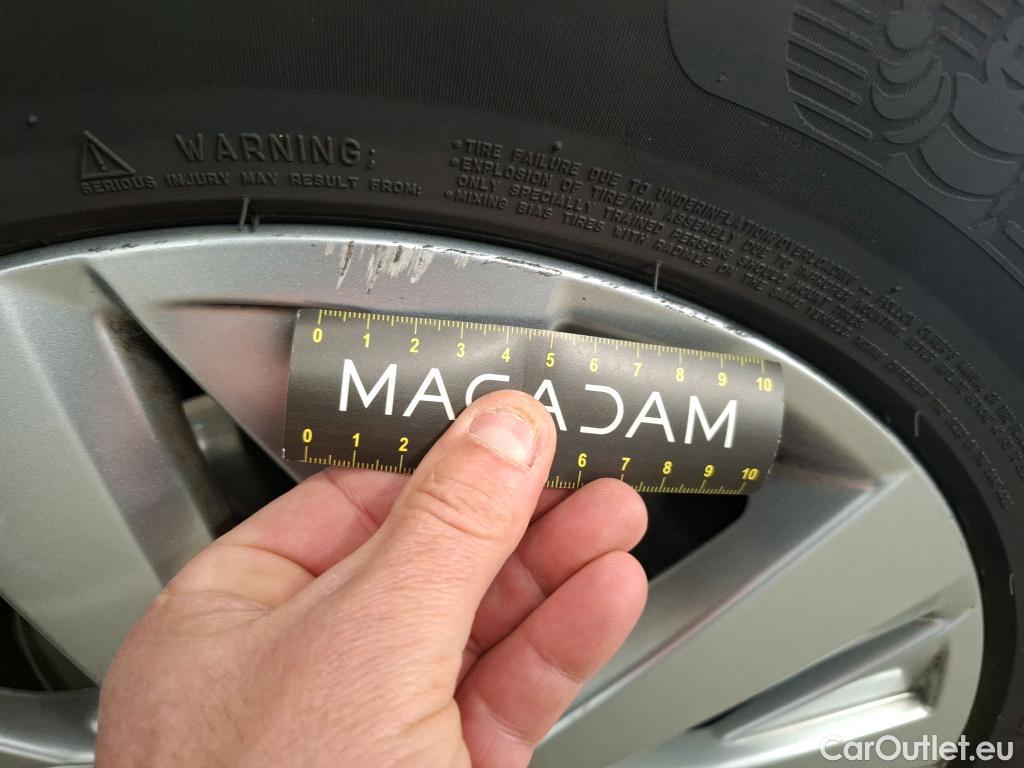 WARNING:
SERIOUS INJURY MAY RESULT FROM:
•TIRE FAILURE DUE TO UNDERINFLATION/OVERLOADING –
•EXPLOSION OF TIRE/RIM ASSEMBLY DUE TO IMPROPER MOUNTING
ONLY SPECIALLY TRAINED PERSONS SHOULD MOUNT TIRES
•MIXING BIAS TIRES WITH RADIALS ON THE SAME VEHICLE
0 1 2 3 4 5 6 7 8 9 10
MACADAM
0 1 2 6 7 8 9 10
CarOutlet.eu